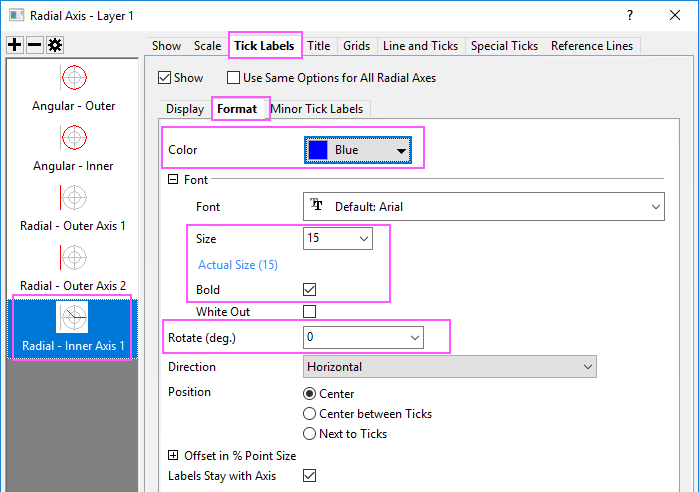 Radial Axis - Layer 1
?
Show Scale Tick Labels Title Grids Line and Ticks Special Ticks Reference Lines
Angular - Outer
Angular - Inner
Radial - Outer Axis 1
Radial - Outer Axis 2
Radial - Inner Axis 1
Show Use Same Options for All Radial Axes
Display Format Minor Tick Labels
Color Blue
Font
Font Default: Arial
Size 15
Actual Size (15)
Bold
White Out
Rotate (deg.) 0
Direction Horizontal
Position Center
Center between Ticks
Next to Ticks
Offset in % Point Size
Labels Stay with Axis